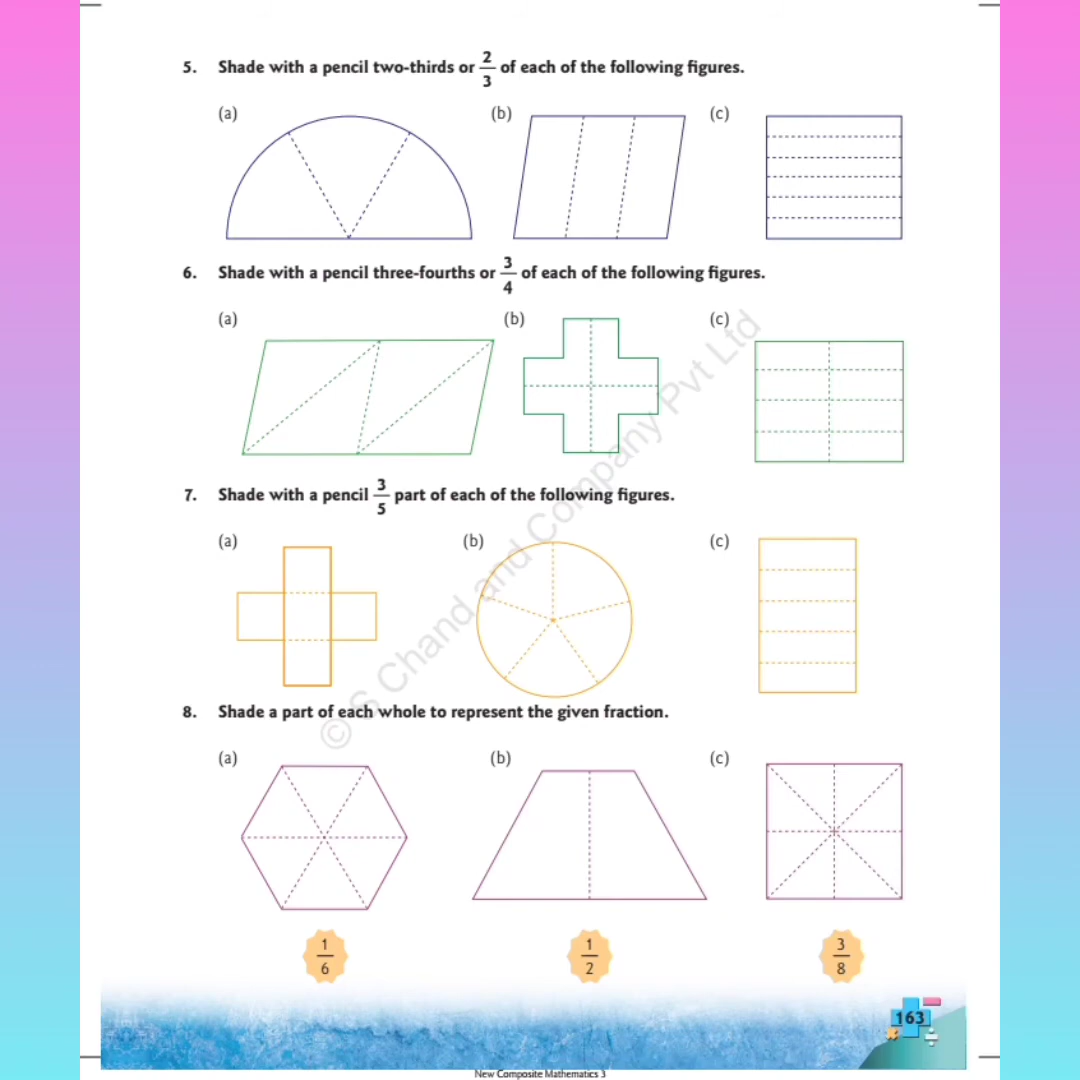 5. Shade with a pencil two-thirds or 2/3 of each of the following figures.
(a) (b) (c)
6. Shade with a pencil three-fourths or 3/4 of each of the following figures.
(a) (b) (c)
7. Shade with a pencil 3/5 part of each of the following figures.
(a) (b) (c)
© S Chand and Company Pvt Ltd
8. Shade a part of each whole to represent the given fraction.
(a) (b) (c)
1/6 1/2 3/8
163
New Composite Mathematics 3